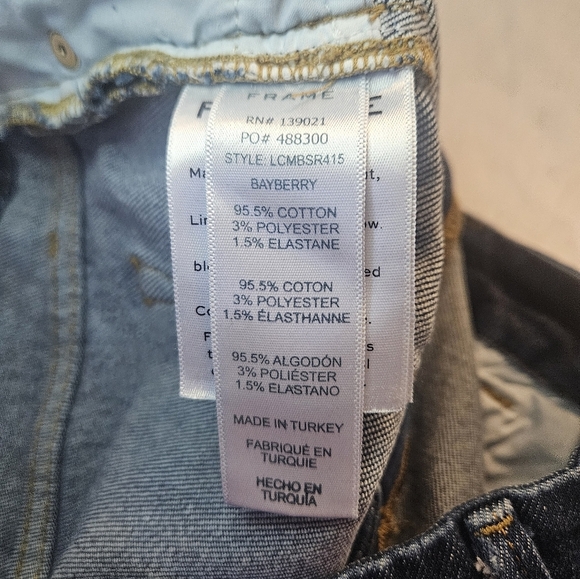 FRAME
RN# 139021
PO# 488300
STYLE: LCMBSR415
BAYBERRY
95.5% COTTON
3% POLYESTER
1.5% ELASTANE
95.5% COTON
3% POLYESTER
1.5% ÉLASTHANNE
95.5% ALGODÓN
3% POLIÉSTER
1.5% ELASTANO
MADE IN TURKEY
FABRIQUÉ EN
TURQUIE
HECHO EN
TURQUÍA